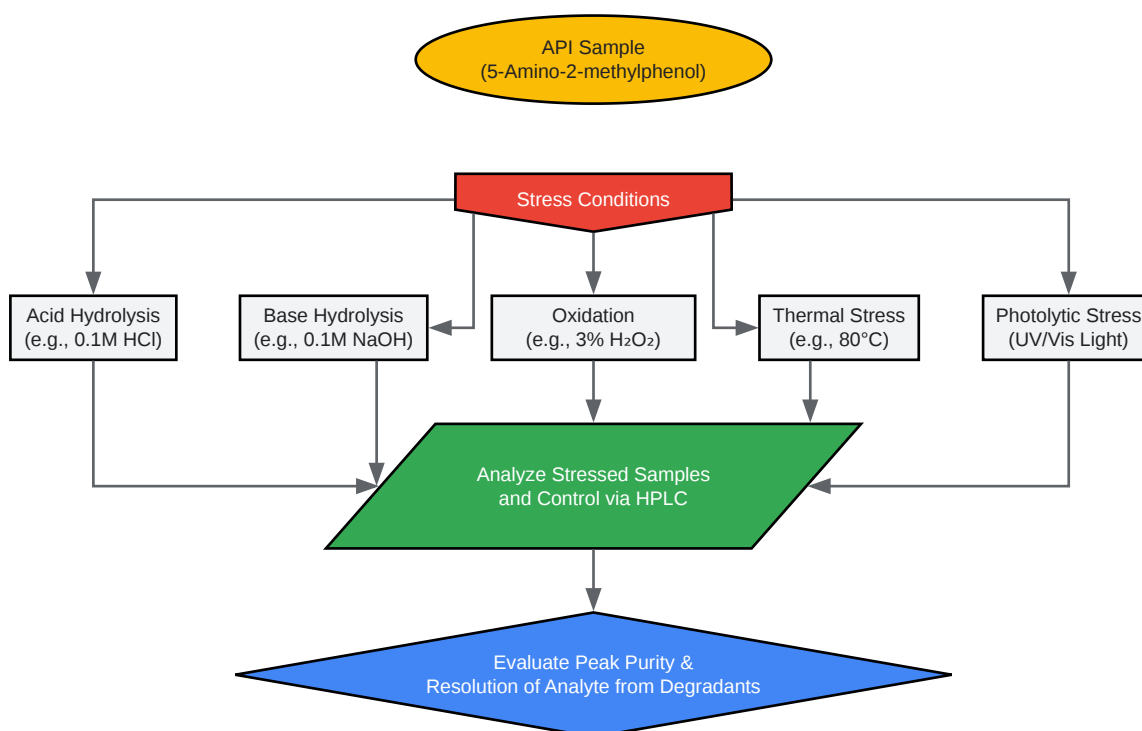 API Sample
(5-Amino-2-methylphenol)
Stress Conditions
Acid Hydrolysis
(e.g., 0.1M HCl)
Base Hydrolysis
(e.g., 0.1M NaOH)
Oxidation
(e.g., 3% H₂O₂)
Thermal Stress
(e.g., 80°C)
Photolytic Stress
(UV/Vis Light)
Analyze Stressed Samples
and Control via HPLC
Evaluate Peak Purity &
Resolution of Analyte from Degradants